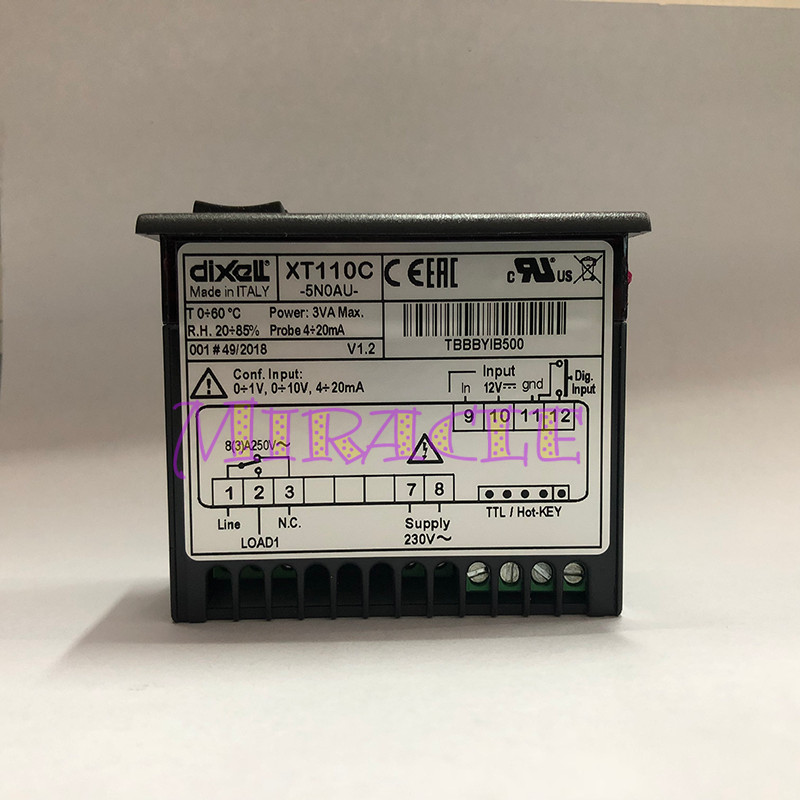 dixell
Made in ITALY
XT110C
-5N0AU-
CE EAC
c RU US
T 0÷60 °C Power: 3VA Max.
R.H. 20÷85% Probe 4÷20mA
001 # 49/2018 V1.2
TBBBYIB500
Conf. Input:
0÷1V, 0÷10V, 4÷20mA
Input
In 12V gnd
Dig.
Input
9 10 11 12
MIRACLE
8(3)A250V~
1 2 3 7 8
Line N.C.
LOAD1
Supply
230V~
TTL / Hot-KEY